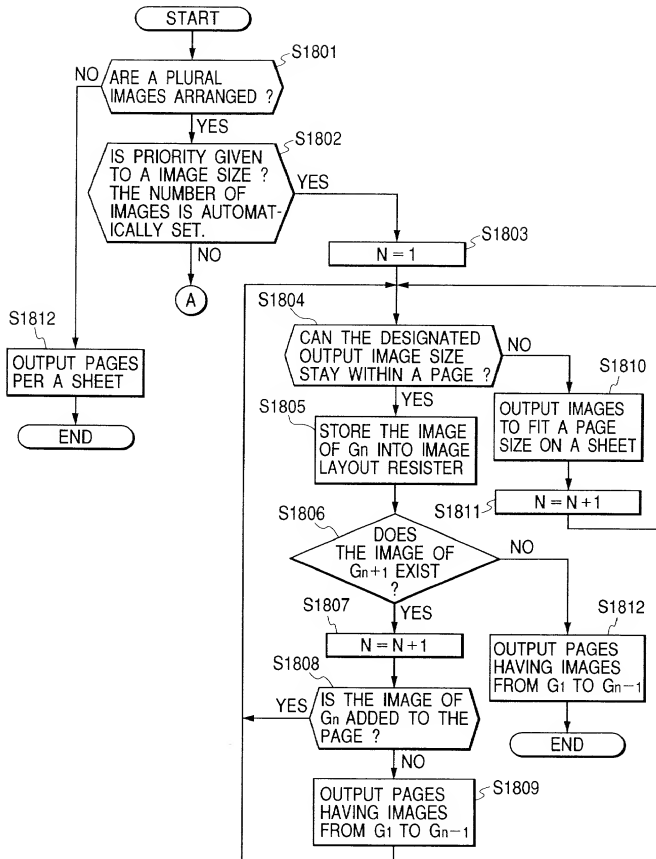 START
S1801
NO
ARE A PLURAL
IMAGES ARRANGED ?
YES
S1802
IS PRIORITY GIVEN
TO A IMAGE SIZE ?
THE NUMBER OF
IMAGES IS AUTOMAT-
ICALLY SET.
YES
NO
S1803
N = 1
A
S1812
OUTPUT PAGES
PER A SHEET
END
S1804
CAN THE DESIGNATED
OUTPUT IMAGE SIZE
STAY WITHIN A PAGE ?
NO
YES
S1810
OUTPUT IMAGES
TO FIT A PAGE
SIZE ON A SHEET
S1805
STORE THE IMAGE
OF Gn INTO IMAGE
LAYOUT RESISTER
S1811
N = N + 1
S1806
DOES
THE IMAGE OF
Gn+1 EXIST
?
NO
YES
S1807
N = N + 1
S1812
OUTPUT PAGES
HAVING IMAGES
FROM G1 TO Gn−1
END
S1808
YES
IS THE IMAGE OF
Gn ADDED TO THE
PAGE ?
NO
S1809
OUTPUT PAGES
HAVING IMAGES
FROM G1 TO Gn−1